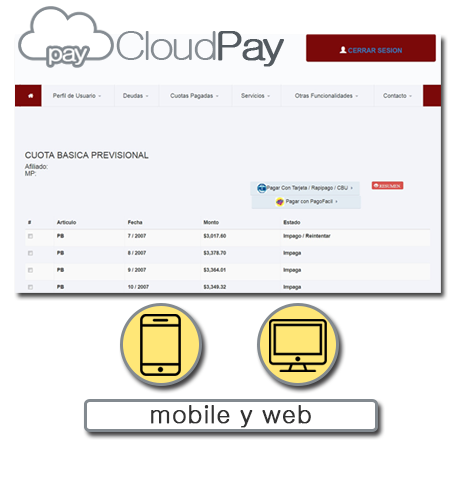 pay CloudPay
CERRAR SESION
Perfil de Usuario Deudas Cuotas Pagadas Servicios Otras Funcionalidades Contacto
CUOTA BASICA PREVISIONAL
Afiliado:
MP:
Pagar Con Tarjeta / Rapipago / CBU ›
RESUMEN
Pagar con PagoFacil ›
# Articulo Fecha Monto Estado
PB 7 / 2007 $3,017.60 Impago / Reintentar
PB 8 / 2007 $3,378.70 Impaga
PB 9 / 2007 $3,364.01 Impaga
PB 10 / 2007 $3,349.32 Impaga
mobile y web